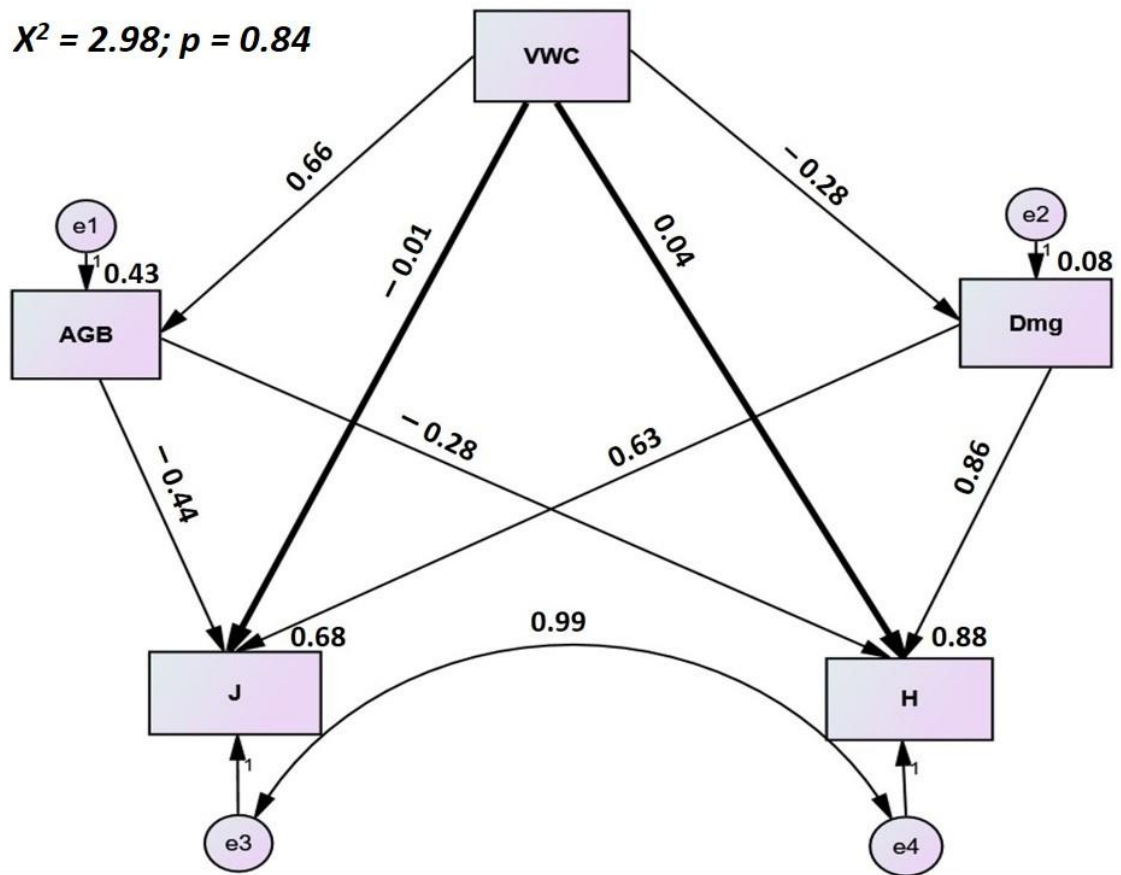 X² = 2.98; p = 0.84
VWC
0.66
– 0.28
– 0.01
0.04
e1
1
0.43
AGB
e2
1
0.08
Dmg
– 0.44
– 0.28
0.63
0.86
0.68
J
0.99
0.88
H
1
e3
1
e4